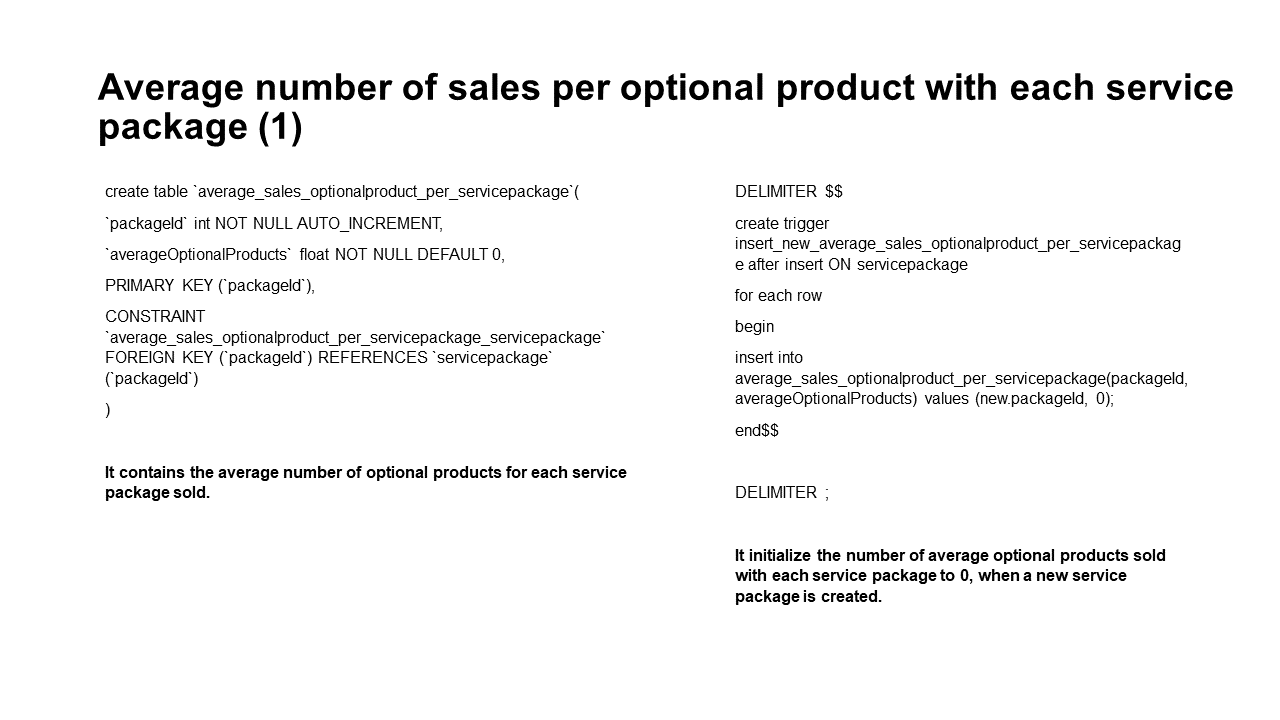 Average number of sales per optional product with each service
package (1)
create table `average_sales_optionalproduct_per_servicepackage`(
`packageId` int NOT NULL AUTO_INCREMENT,
`averageOptionalProducts` float NOT NULL DEFAULT 0,
PRIMARY KEY (`packageId`),
CONSTRAINT
`average_sales_optionalproduct_per_servicepackage_servicepackage`
FOREIGN KEY (`packageId`) REFERENCES `servicepackage`
(`packageId`)
)
It contains the average number of optional products for each service
package sold.
DELIMITER $$
create trigger
insert_new_average_sales_optionalproduct_per_servicepackag
e after insert ON servicepackage
for each row
begin
insert into
average_sales_optionalproduct_per_servicepackage(packageId,
averageOptionalProducts) values (new.packageId, 0);
end$$
DELIMITER ;
It initialize the number of average optional products sold
with each service package to 0, when a new service
package is created.